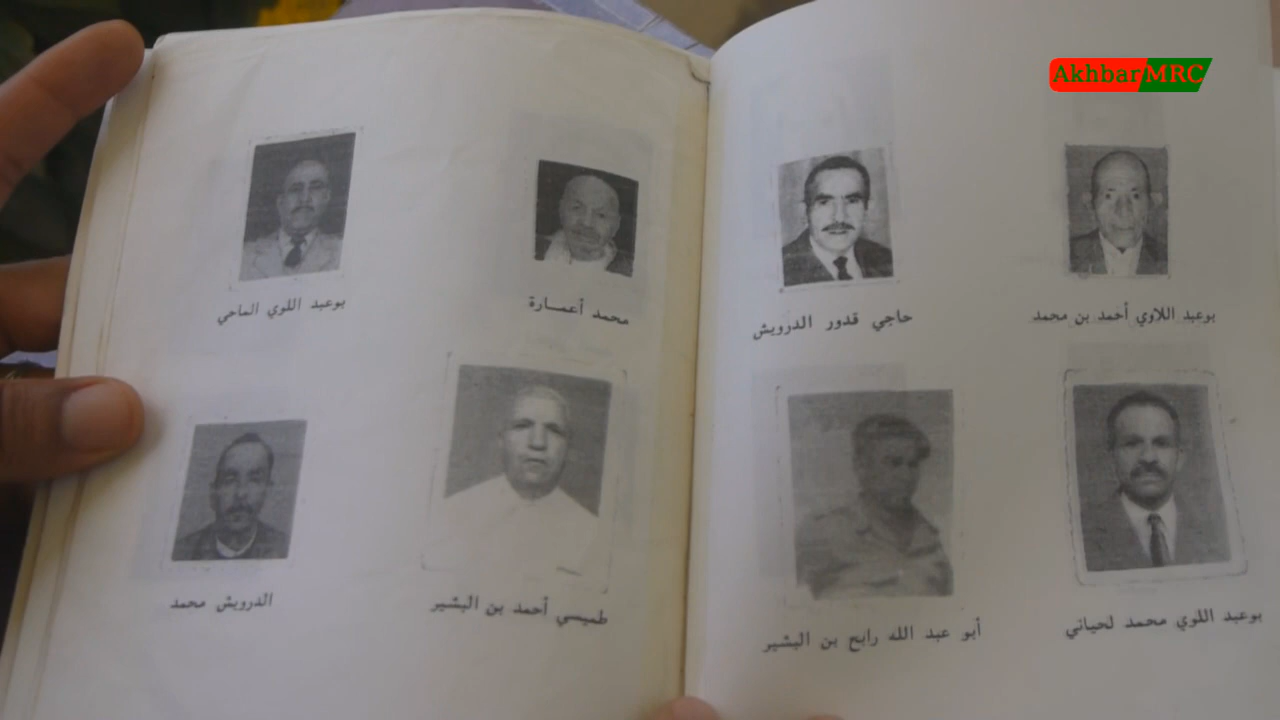 AkhbarMRC
بوعبد اللاوي أحمد بن محمد
حاجي قدور الدرويش
بوعبد اللوي محمد لحياني
أبو عبد الله رابح بن البشير
محمد أعمارة
بوعبد اللوي الماحي
طميسي أحمد بن البشير
الدرويش محمد